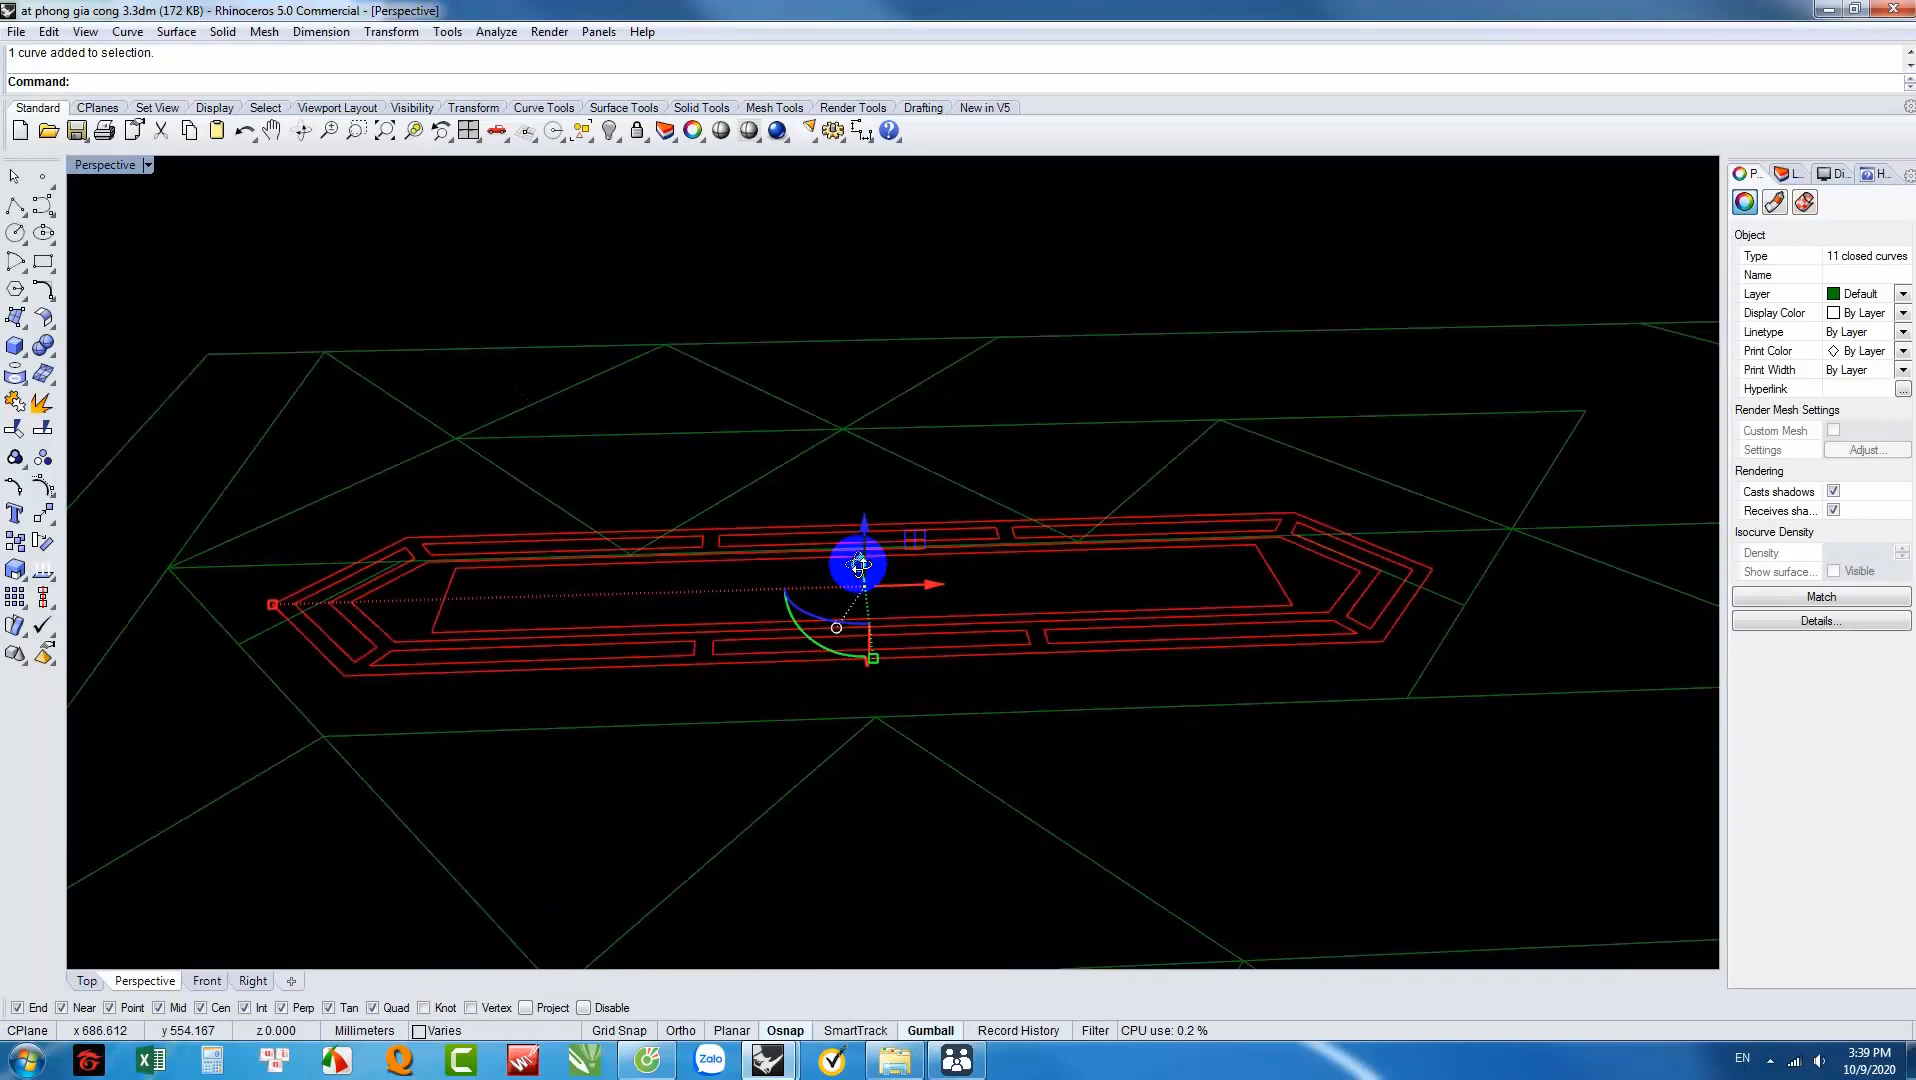 at phong gia cong 3.3dm (172 KB) - Rhinoceros 5.0 Commercial - [Perspective]
File Edit View Curve Surface Solid Mesh Dimension Transform Tools Analyze Render Panels Help
1 curve added to selection.
Command:
Standard CPlanes Set View Display Select Viewport Layout Visibility Transform Curve Tools Surface Tools Solid Tools Mesh Tools Render Tools Drafting New in V5
Perspective
P... L... Di... H...
Object
Type 11 closed curves
Name
Layer Default
Display Color By Layer
Linetype By Layer
Print Color By Layer
Print Width By Layer
Hyperlink ...
Render Mesh Settings
Custom Mesh
Settings Adjust...
Rendering
Casts shadows
Receives sha...
Isocurve Density
Density
Show surface... Visible
Match
Details...
Top Perspective Front Right
End Near Point Mid Cen Int Perp Tan Quad Knot Vertex Project Disable
CPlane x 686.612 y 554.167 z 0.000 Millimeters Varies Grid Snap Ortho Planar Osnap SmartTrack Gumball Record History Filter CPU use: 0.2 %
Zalo
EN
3:39 PM
10/9/2020